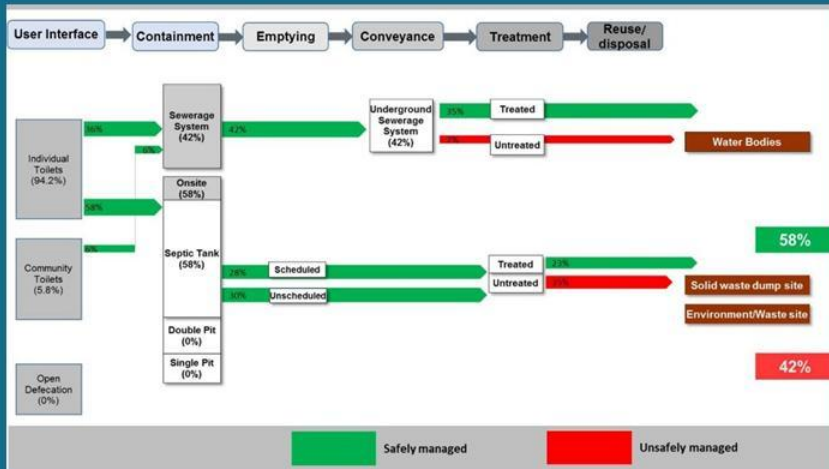 User Interface
Containment
Emptying
Conveyance
Treatment
Reuse/
disposal
Sewerage
System
(42%)
Underground
Sewerage
System
(42%)
35%
Treated
36%
42%
6%
Untreated
Water Bodies
Individual
Toilets
(94.2%)
Onsite
(58%)
58%
58%
Community
Toilets
(5.8%)
6%
Septic Tank
(58%)
28%
Scheduled
Treated
23%
Untreated
Solid waste dump site
30%
Unscheduled
Environment/Waste site
Double Pit
(0%)
Single Pit
(0%)
42%
Open
Defecation
(0%)
Safely managed
Unsafely managed